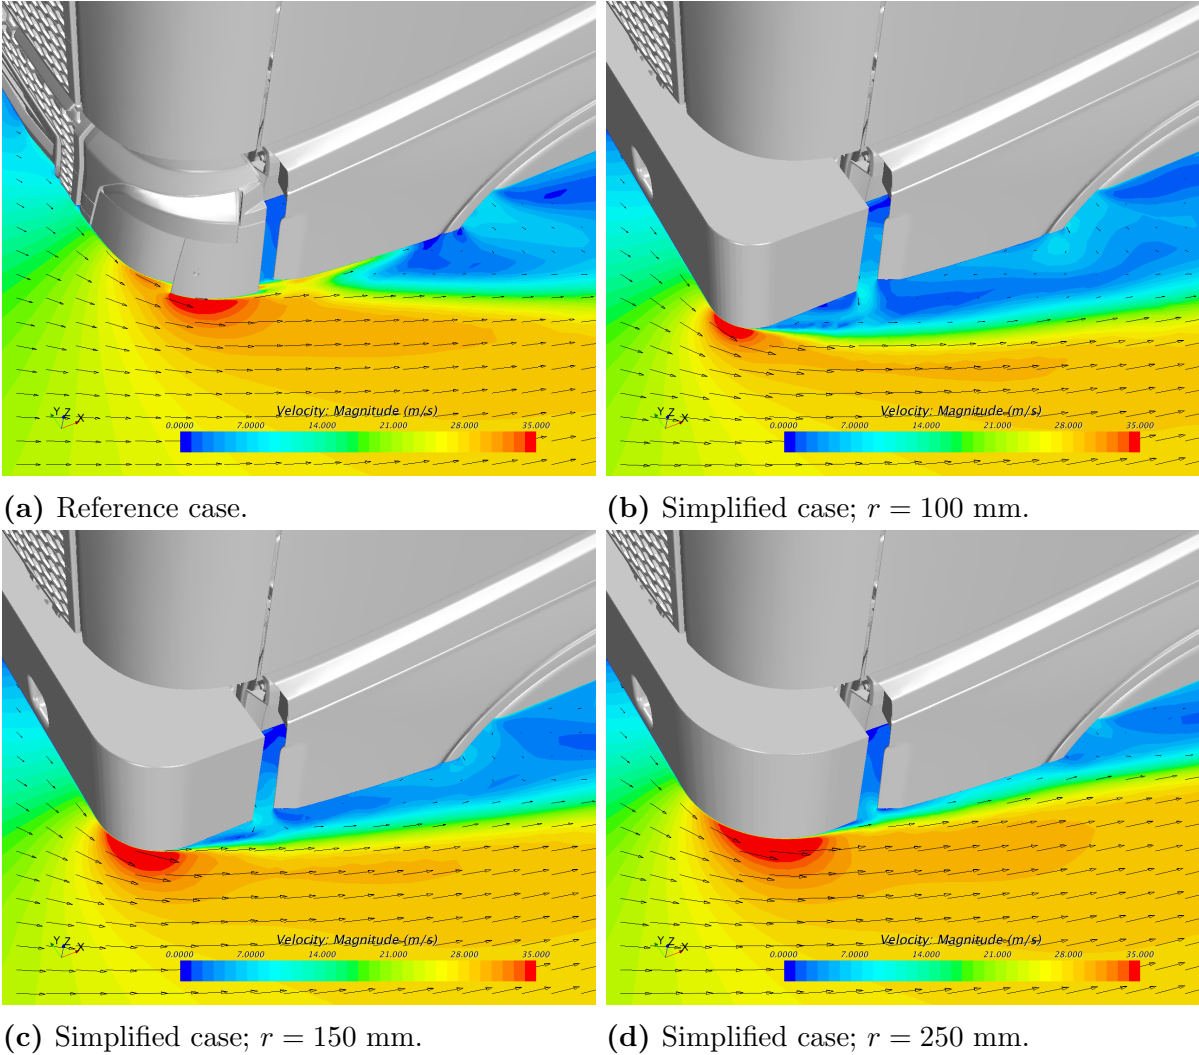 Y Z X
Velocity: Magnitude (m/s)
0.0000 7.0000 14.000 21.000 28.000 35.000
Y Z X
Velocity: Magnitude (m/s)
0.0000 7.0000 14.000 21.000 28.000 35.000
(a) Reference case.
(b) Simplified case; r = 100 mm.
Y Z X
Velocity: Magnitude (m/s)
0.0000 7.0000 14.000 21.000 28.000 35.000
Y Z X
Velocity: Magnitude (m/s)
0.0000 7.0000 14.000 21.000 28.000 35.000
(c) Simplified case; r = 150 mm.
(d) Simplified case; r = 250 mm.